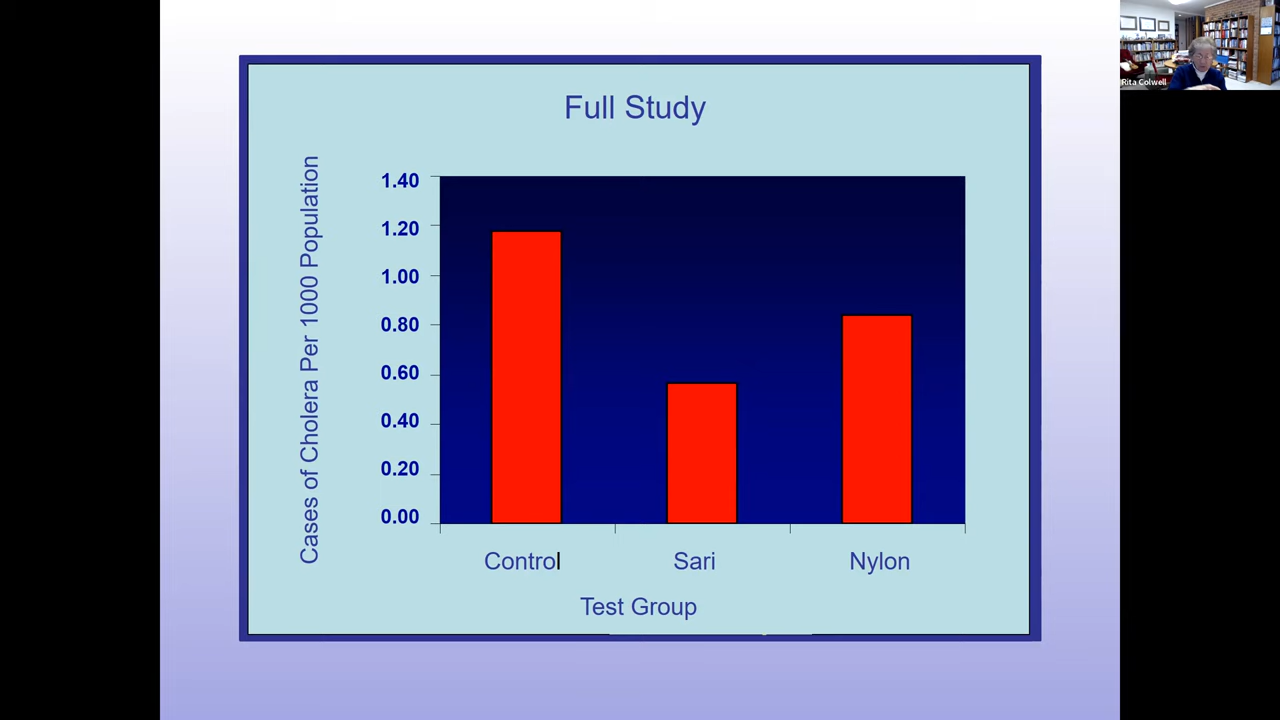 Rita Colwell
Full Study
Cases of Cholera Per 1000 Population
1.40
1.20
1.00
0.80
0.60
0.40
0.20
0.00
Control
Sari
Nylon
Test Group